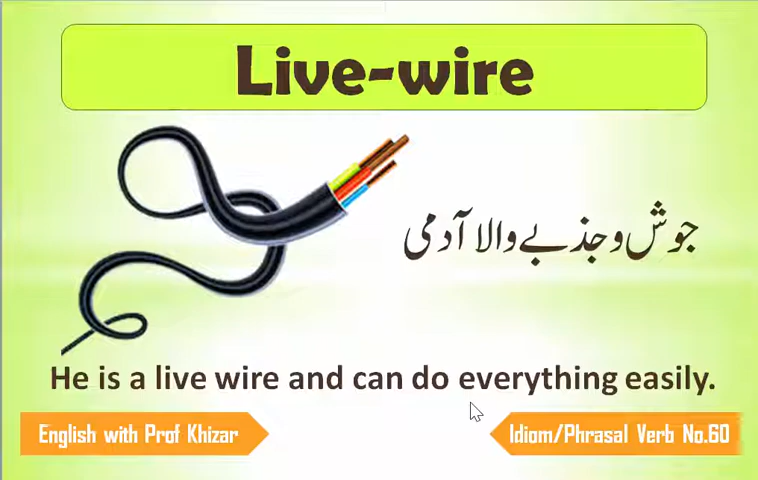 Live-wire
جوش و جذبے والا آدمی
He is a live wire and can do everything easily.
English with Prof Khizar
Idiom/Phrasal Verb No.60